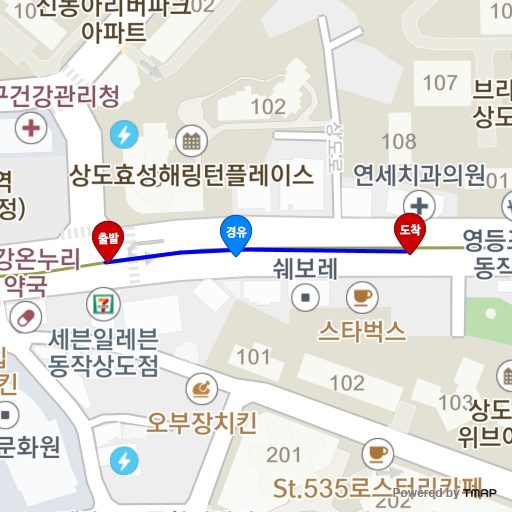 신동아리버파크
아파트
구건강관리청
102
107
브라
상도
상도로
108
상도효성해링턴플레이스
연세치과의원
101
역
정)
출발
경유
도착
강온누리
약국
영등포
동작
쉐보레
세븐일레븐
동작상도점
스타벅스
101
102
103
킨
오부장치킨
상도
위브아
문화원
201
St.535로스터리카페
202
Powered by TMAP